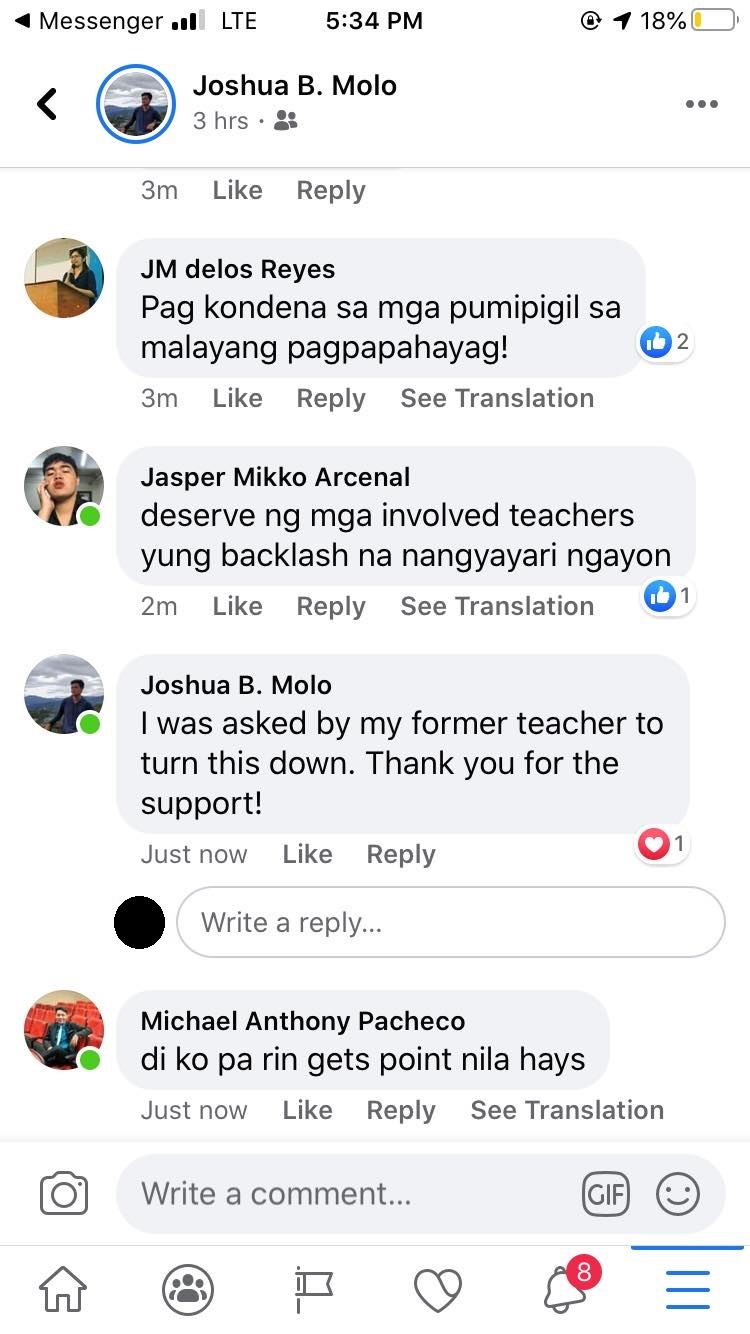 Messenger LTE 5:34 PM 18%
Joshua B. Molo
3 hrs ·
3m Like Reply
JM delos Reyes
Pag kondena sa mga pumipigil sa
malayang pagpapahayag!
2
3m Like Reply See Translation
Jasper Mikko Arcenal
deserve ng mga involved teachers
yung backlash na nangyayari ngayon
2m Like Reply See Translation 1
Joshua B. Molo
I was asked by my former teacher to
turn this down. Thank you for the
support!
Just now Like Reply 1
Write a reply...
Michael Anthony Pacheco
di ko pa rin gets point nila hays
Just now Like Reply See Translation
Write a comment... GIF
8